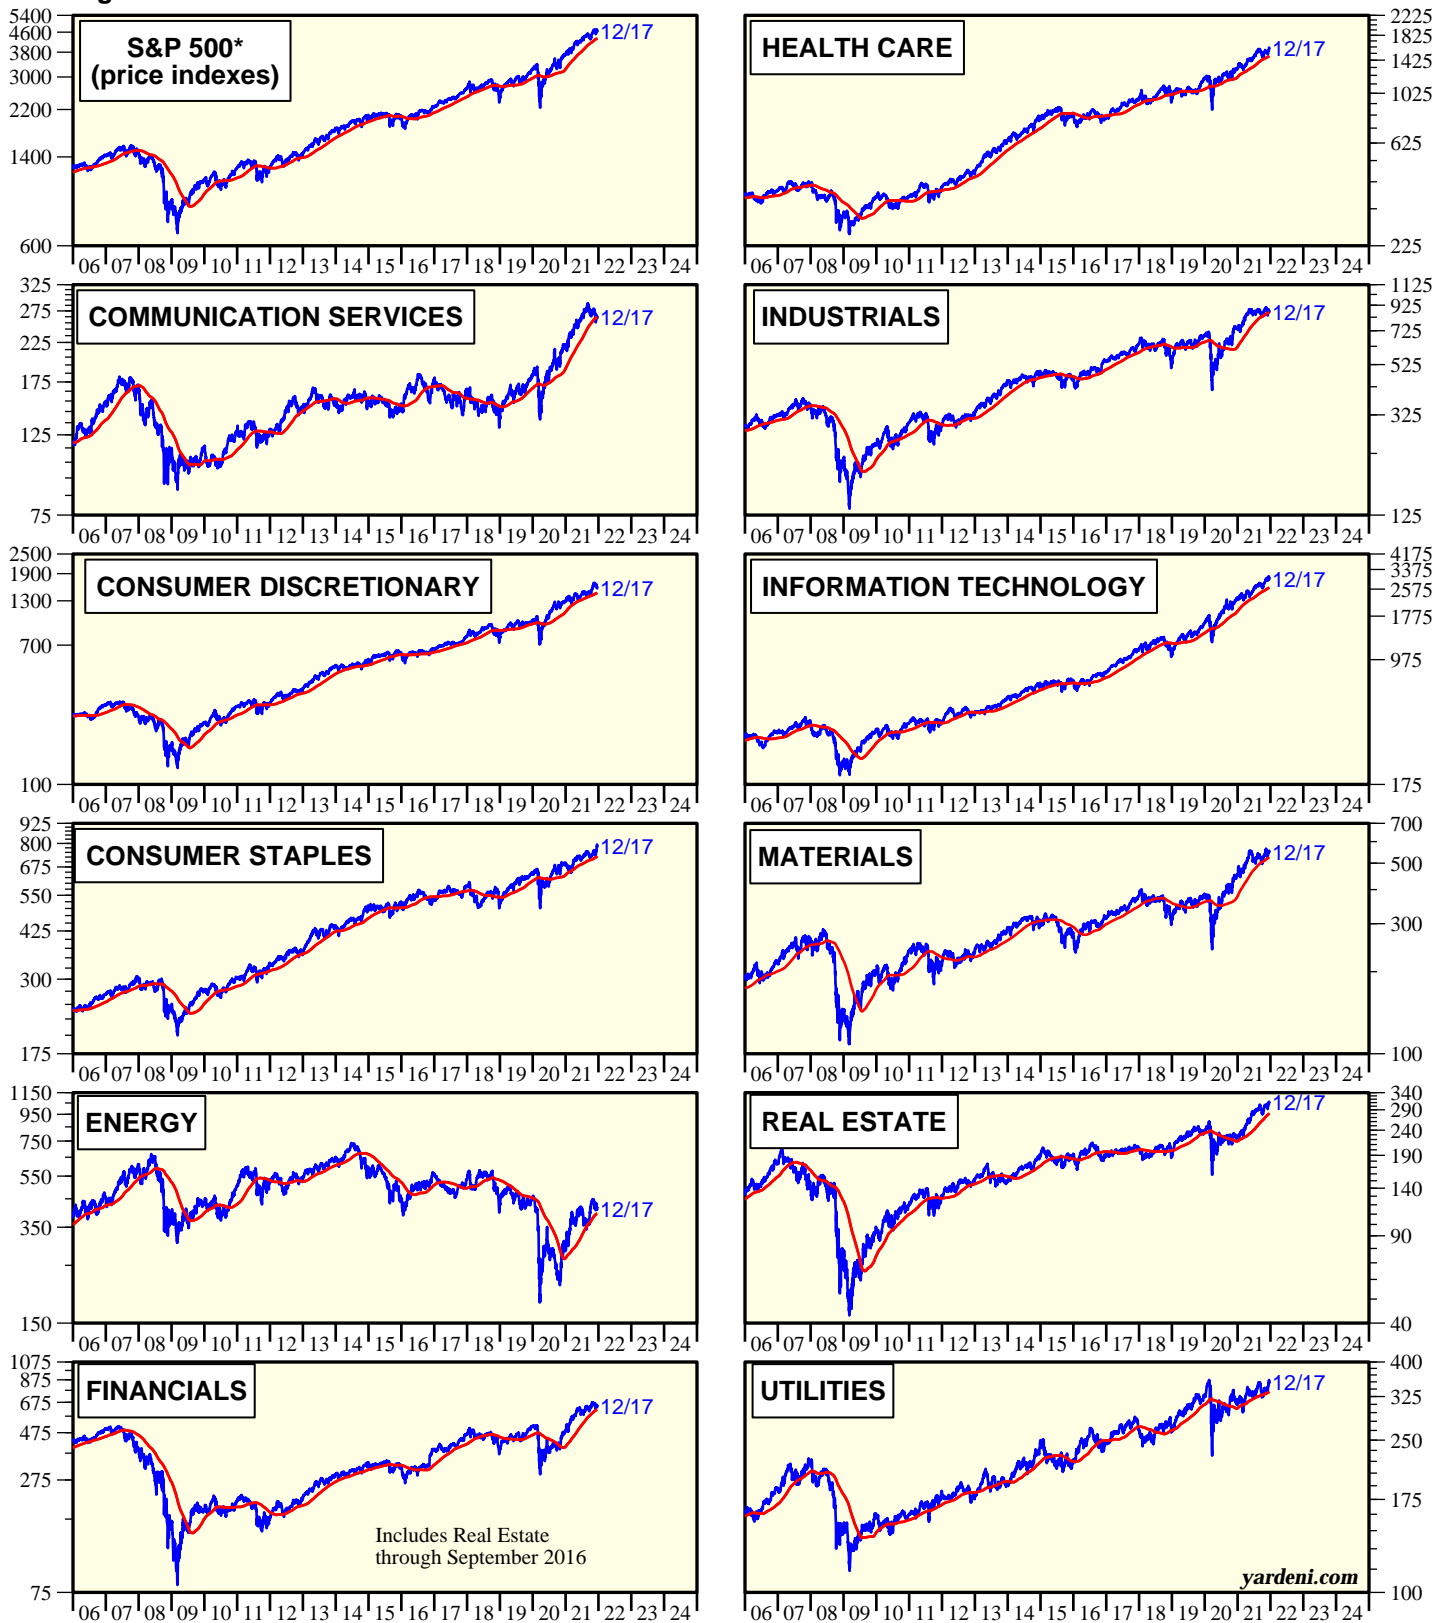 5400
4600
3800
3000
2200
1400
600
S&P 500*
(price indexes)
12/17
06 07 08 09 10 11 12 13 14 15 16 17 18 19 20 21 22 23 24
HEALTH CARE
12/17
2225
1825
1425
1025
625
225
06 07 08 09 10 11 12 13 14 15 16 17 18 19 20 21 22 23 24
325
275
225
175
125
75
COMMUNICATION SERVICES
12/17
06 07 08 09 10 11 12 13 14 15 16 17 18 19 20 21 22 23 24
INDUSTRIALS
12/17
1125
925
725
525
325
125
06 07 08 09 10 11 12 13 14 15 16 17 18 19 20 21 22 23 24
2500
1900
1300
700
100
CONSUMER DISCRETIONARY
12/17
06 07 08 09 10 11 12 13 14 15 16 17 18 19 20 21 22 23 24
INFORMATION TECHNOLOGY
12/17
4175
3375
2575
1775
975
175
06 07 08 09 10 11 12 13 14 15 16 17 18 19 20 21 22 23 24
925
800
675
550
425
300
175
CONSUMER STAPLES
12/17
06 07 08 09 10 11 12 13 14 15 16 17 18 19 20 21 22 23 24
MATERIALS
12/17
700
500
300
100
06 07 08 09 10 11 12 13 14 15 16 17 18 19 20 21 22 23 24
1150
950
750
550
350
150
ENERGY
12/17
06 07 08 09 10 11 12 13 14 15 16 17 18 19 20 21 22 23 24
REAL ESTATE
12/17
340
290
240
190
140
90
40
06 07 08 09 10 11 12 13 14 15 16 17 18 19 20 21 22 23 24
1075
875
675
475
275
75
FINANCIALS
12/17
Includes Real Estate
through September 2016
06 07 08 09 10 11 12 13 14 15 16 17 18 19 20 21 22 23 24
UTILITIES
12/17
400
325
250
175
100
yardeni.com
06 07 08 09 10 11 12 13 14 15 16 17 18 19 20 21 22 23 24